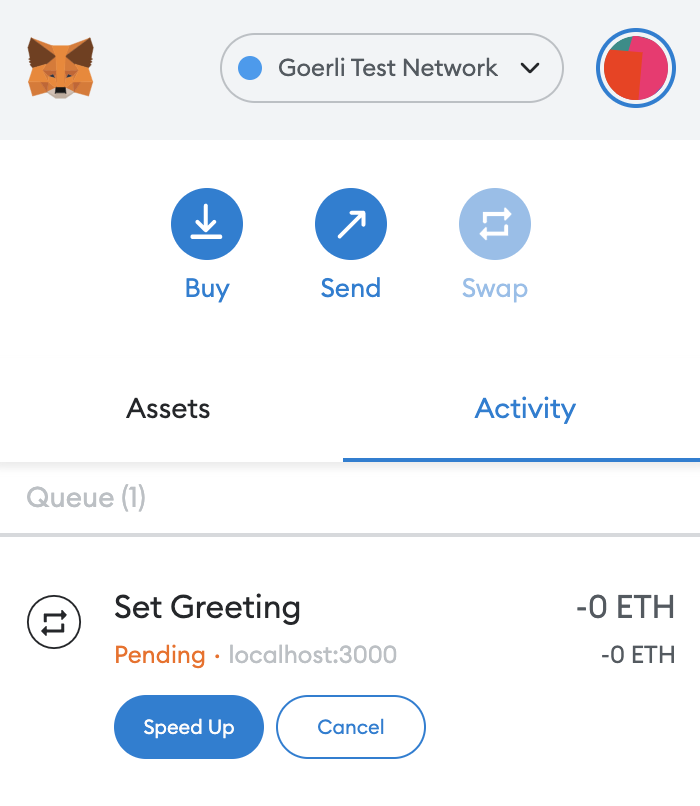 Goerli Test Network
Buy
Send
Swap
Assets
Activity
Queue (1)
Set Greeting
-0 ETH
Pending · localhost:3000
-0 ETH
Speed Up
Cancel